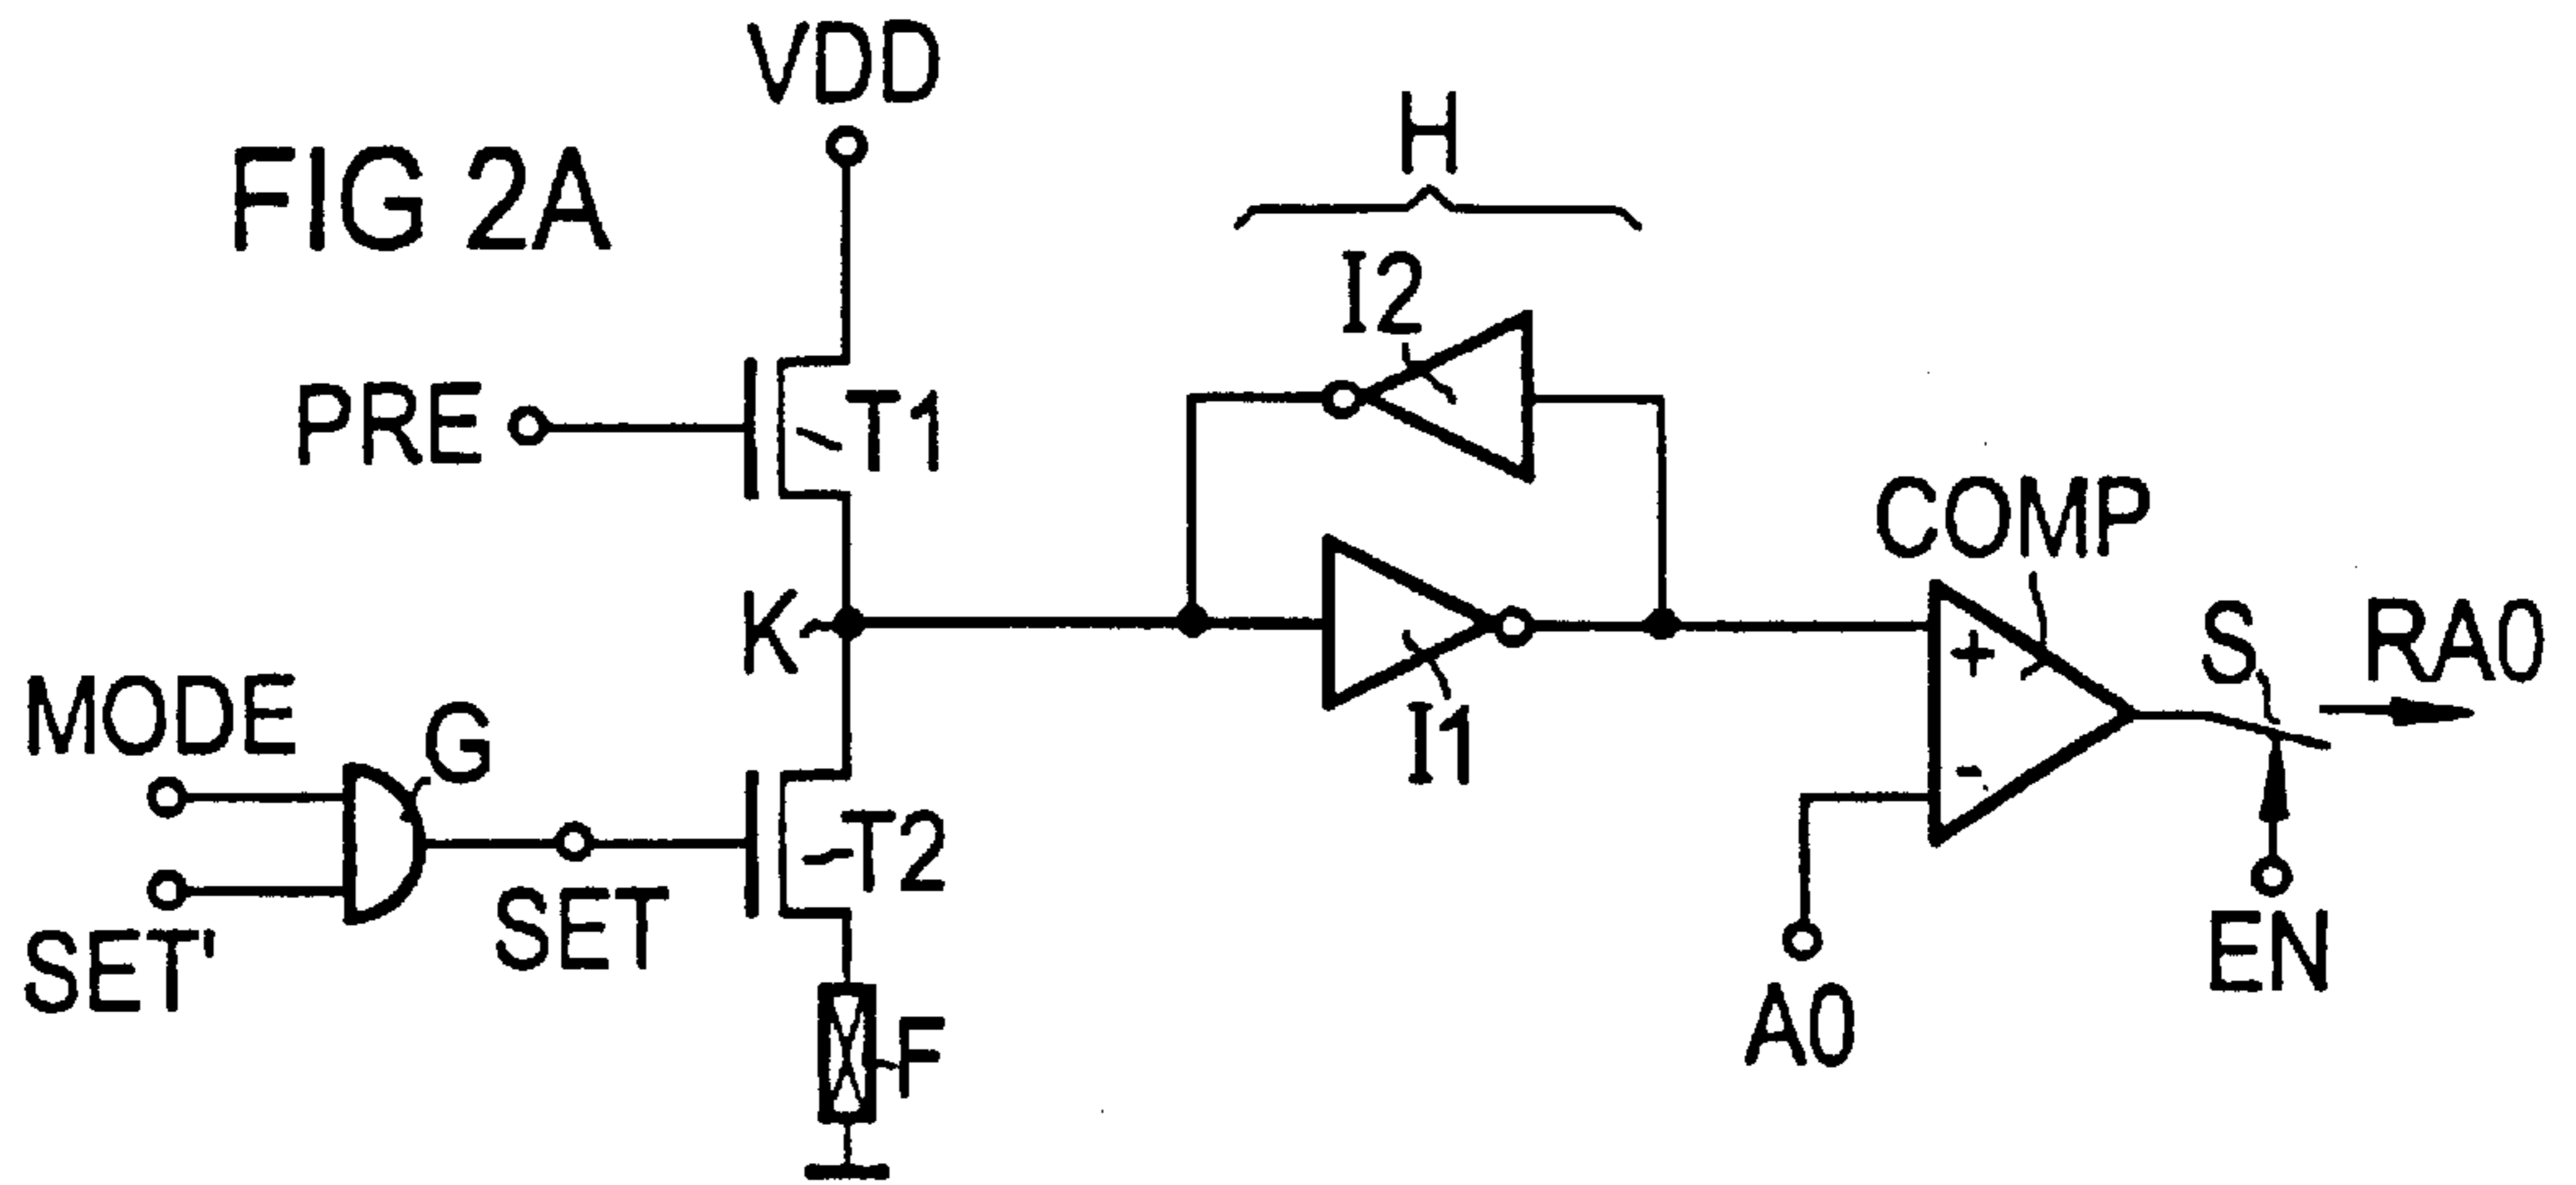 VDD
FIG 2A
H
I2
PRE
T1
COMP
K
S
RA0
MODE
G
I1
+
-
T2
SET
SET'
EN
A0
F